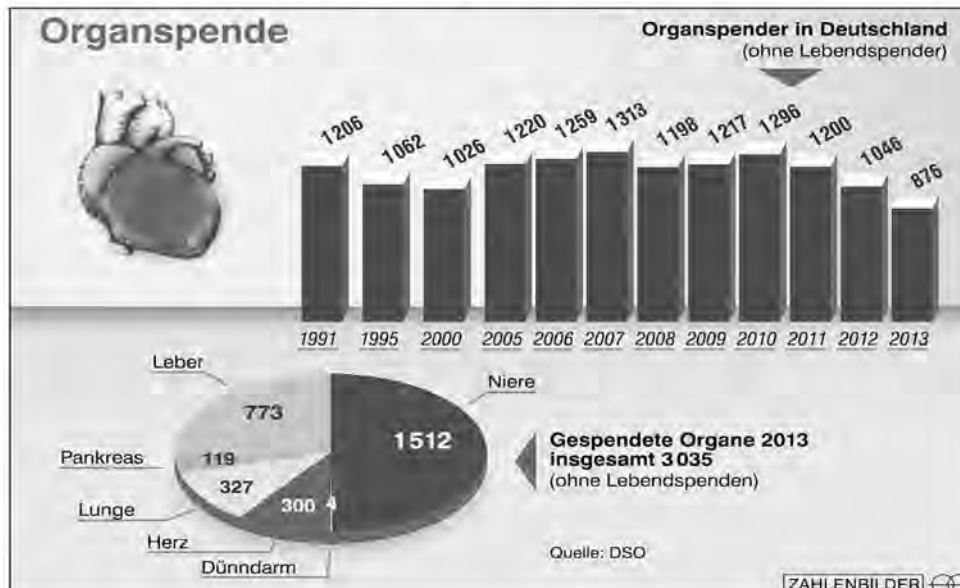 Organspende
Organspender in Deutschland
(ohne Lebendspender)
1206 1062 1026 1220 1259 1313 1198 1217 1296 1200 1046 876
1991 1995 2000 2005 2006 2007 2008 2009 2010 2011 2012 2013
Leber
Niere
773
1512
119
Pankreas
327
Lunge
300
4
Herz
Dünndarm
Gespendete Organe 2013
insgesamt 3 035
(ohne Lebendspenden)
Quelle: DSO
ZAHLENBILDER